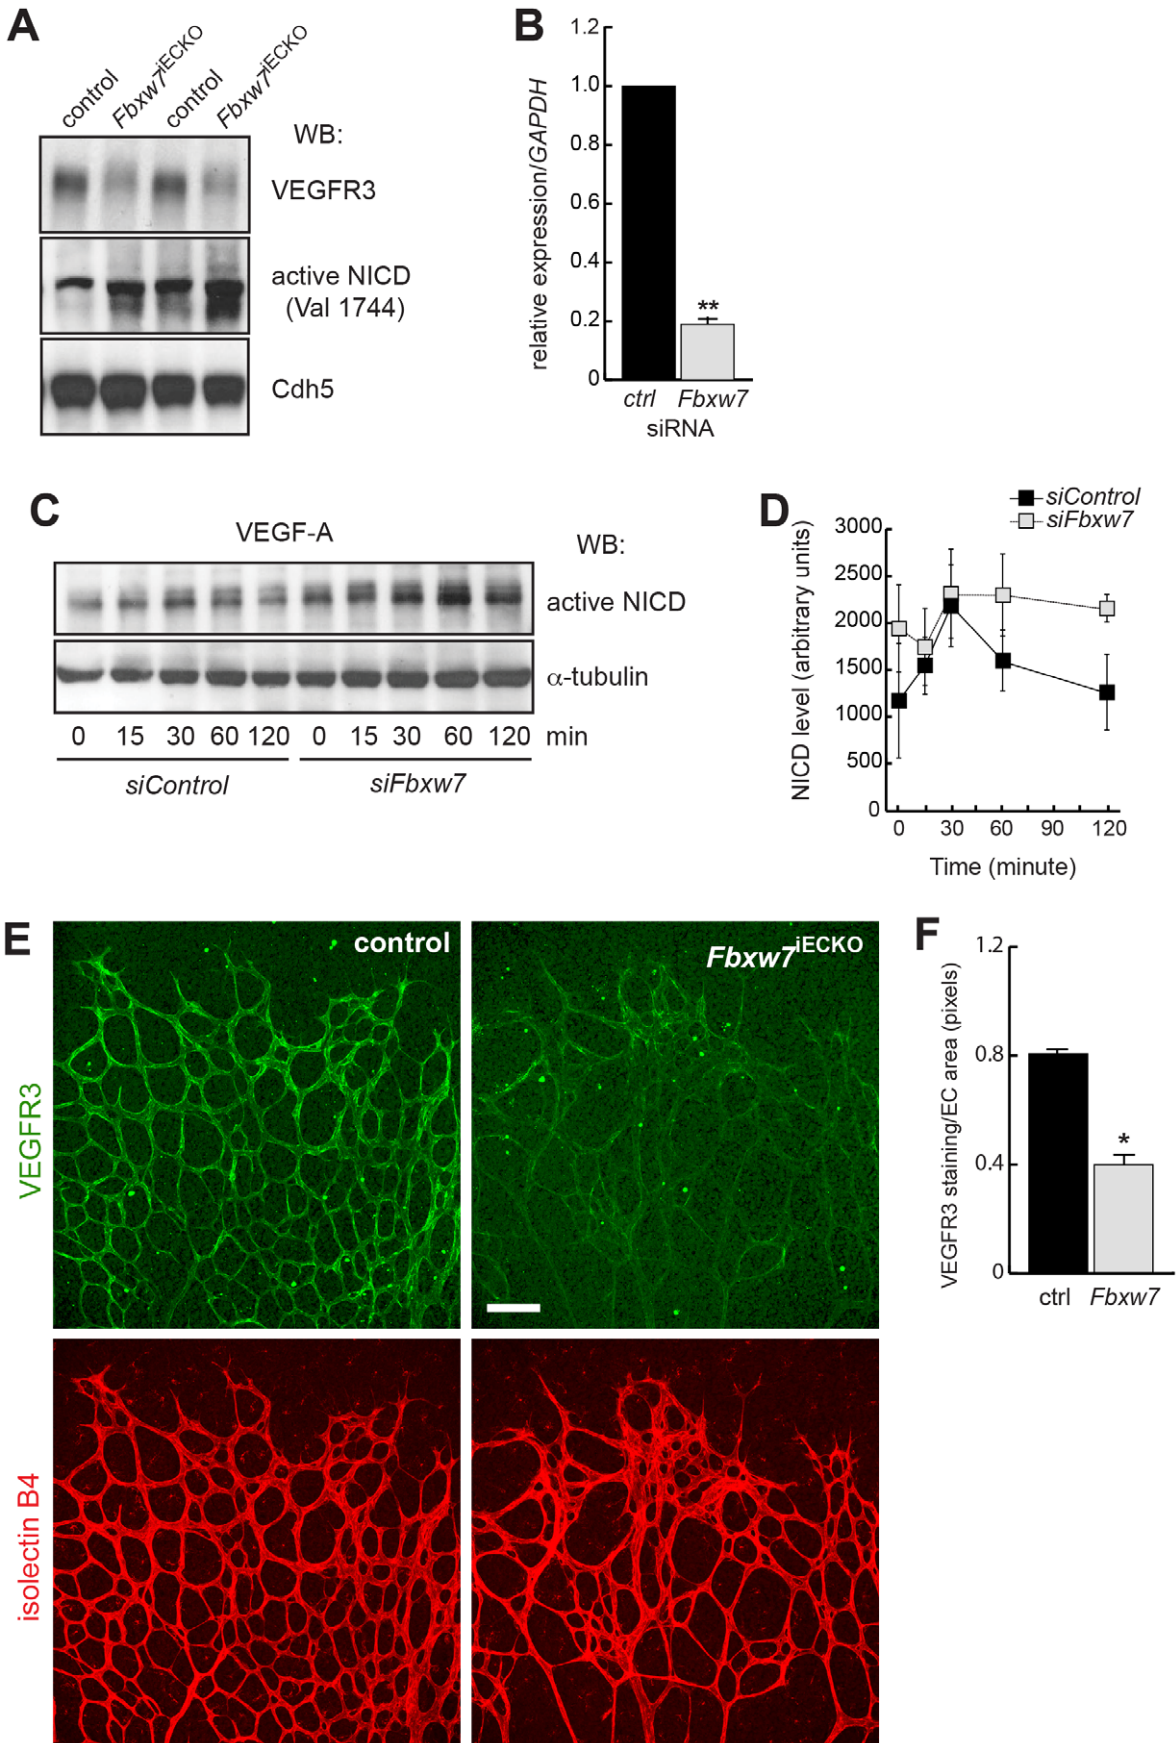 A
control
Fbxw7iECKO
control
Fbxw7iECKO
WB:
VEGFR3
active NICD
(Val 1744)
Cdh5
B
relative expression/GAPDH
1.2
1.0
0.8
0.6
0.4
0.2
0
**
ctrl Fbxw7
siRNA
C
VEGF-A
WB:
active NICD
α-tubulin
0 15 30 60 120 0 15 30 60 120 min
siControl siFbxw7
D
siControl
siFbxw7
NICD level (arbitrary units)
3000
2500
2000
1500
1000
500
0
0 30 60 90 120
Time (minute)
E
control
Fbxw7iECKO
VEGFR3
isolectin B4
F
VEGFR3 staining/EC area (pixels)
1.2
0.8
0.4
0
*
ctrl Fbxw7